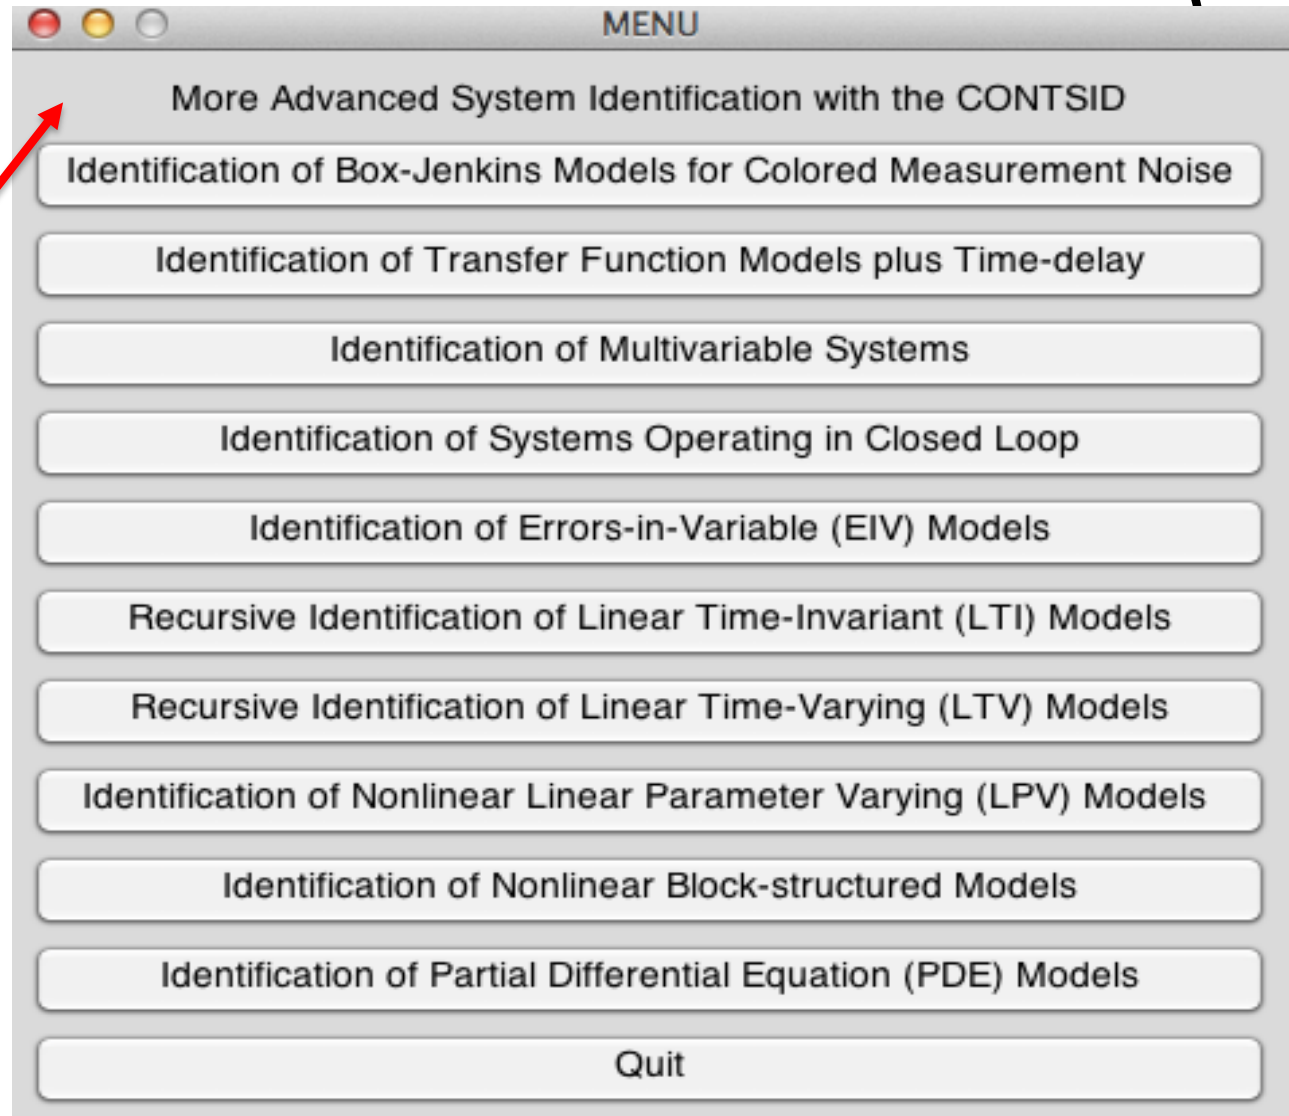 MENU
More Advanced System Identification with the CONTSID
Identification of Box-Jenkins Models for Colored Measurement Noise
Identification of Transfer Function Models plus Time-delay
Identification of Multivariable Systems
Identification of Systems Operating in Closed Loop
Identification of Errors-in-Variable (EIV) Models
Recursive Identification of Linear Time-Invariant (LTI) Models
Recursive Identification of Linear Time-Varying (LTV) Models
Identification of Nonlinear Linear Parameter Varying (LPV) Models
Identification of Nonlinear Block-structured Models
Identification of Partial Differential Equation (PDE) Models
Quit